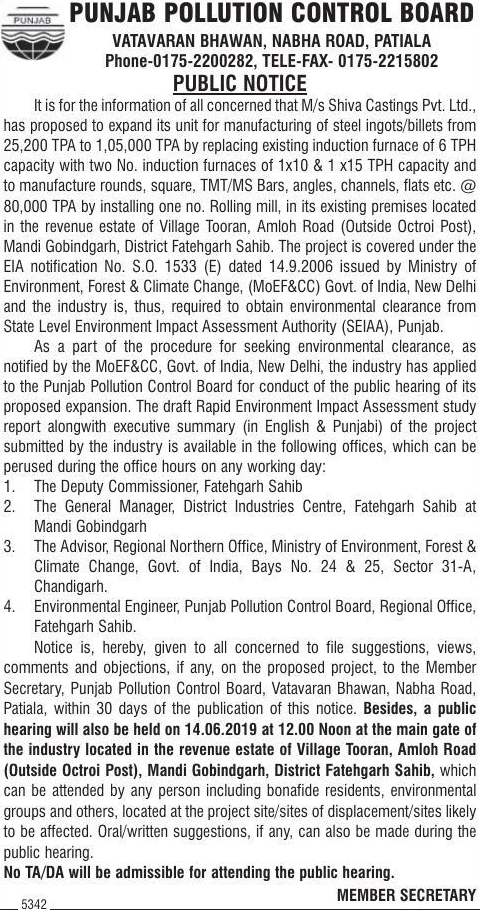 PUNJAB
PUNJAB POLLUTION CONTROL BOARD
VATAVARAN BHAWAN, NABHA ROAD, PATIALA
Phone-0175-2200282, TELE-FAX- 0175-2215802
PUBLIC NOTICE
It is for the information of all concerned that M/s Shiva Castings Pvt. Ltd.,
has proposed to expand its unit for manufacturing of steel ingots/billets from
25,200 TPA to 1,05,000 TPA by replacing existing induction furnace of 6 TPH
capacity with two No. induction furnaces of 1x10 & 1 x15 TPH capacity and
to manufacture rounds, square, TMT/MS Bars, angles, channels, flats etc. @
80,000 TPA by installing one no. Rolling mill, in its existing premises located
in the revenue estate of Village Tooran, Amloh Road (Outside Octroi Post),
Mandi Gobindgarh, District Fatehgarh Sahib. The project is covered under the
EIA notification No. S.O. 1533 (E) dated 14.9.2006 issued by Ministry of
Environment, Forest & Climate Change, (MoEF&CC) Govt. of India, New Delhi
and the industry is, thus, required to obtain environmental clearance from
State Level Environment Impact Assessment Authority (SEIAA), Punjab.
As a part of the procedure for seeking environmental clearance, as
notified by the MoEF&CC, Govt. of India, New Delhi, the industry has applied
to the Punjab Pollution Control Board for conduct of the public hearing of its
proposed expansion. The draft Rapid Environment Impact Assessment study
report alongwith executive summary (in English & Punjabi) of the project
submitted by the industry is available in the following offices, which can be
perused during the office hours on any working day:
1. The Deputy Commissioner, Fatehgarh Sahib
2. The General Manager, District Industries Centre, Fatehgarh Sahib at
Mandi Gobindgarh
3. The Advisor, Regional Northern Office, Ministry of Environment, Forest &
Climate Change, Govt. of India, Bays No. 24 & 25, Sector 31-A,
Chandigarh.
4. Environmental Engineer, Punjab Pollution Control Board, Regional Office,
Fatehgarh Sahib.
Notice is, hereby, given to all concerned to file suggestions, views,
comments and objections, if any, on the proposed project, to the Member
Secretary, Punjab Pollution Control Board, Vatavaran Bhawan, Nabha Road,
Patiala, within 30 days of the publication of this notice. Besides, a public
hearing will also be held on 14.06.2019 at 12.00 Noon at the main gate of
the industry located in the revenue estate of Village Tooran, Amloh Road
(Outside Octroi Post), Mandi Gobindgarh, District Fatehgarh Sahib, which
can be attended by any person including bonafide residents, environmental
groups and others, located at the project site/sites of displacement/sites likely
to be affected. Oral/written suggestions, if any, can also be made during the
public hearing.
No TA/DA will be admissible for attending the public hearing.
MEMBER SECRETARY
5342